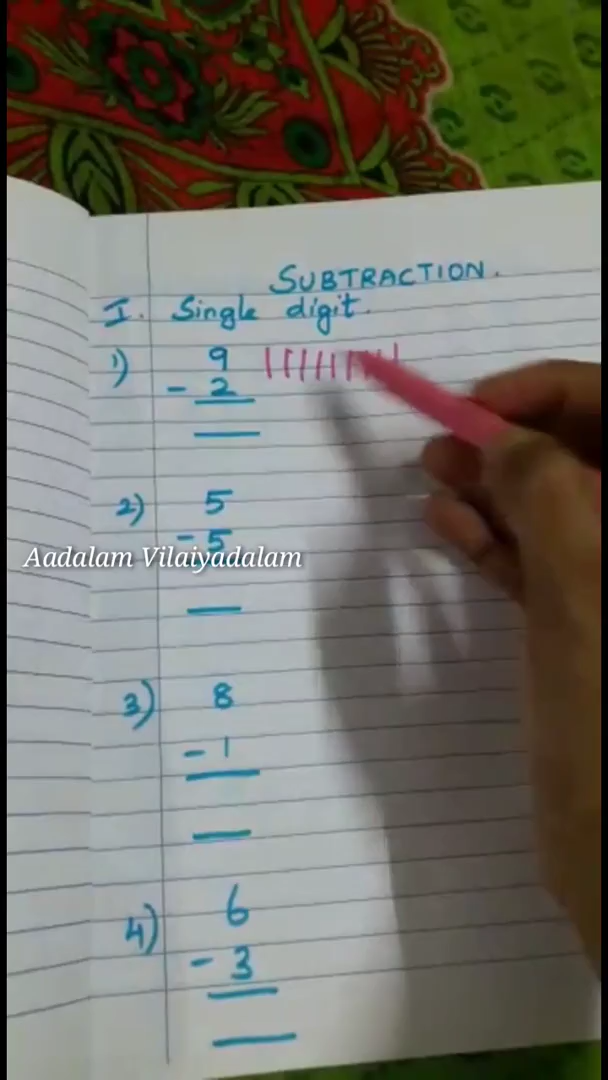 SUBTRACTION.
I. Single digit.
1) 9
- 2
2) 5
- 5
Aadalam Vilaiyadalam
3) 8
- 1
4) 6
- 3